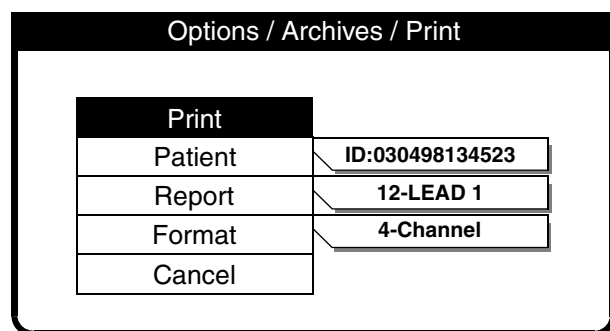 Options / Archives / Print
Print
Patient ID:030498134523
Report 12-LEAD 1
Format 4-Channel
Cancel